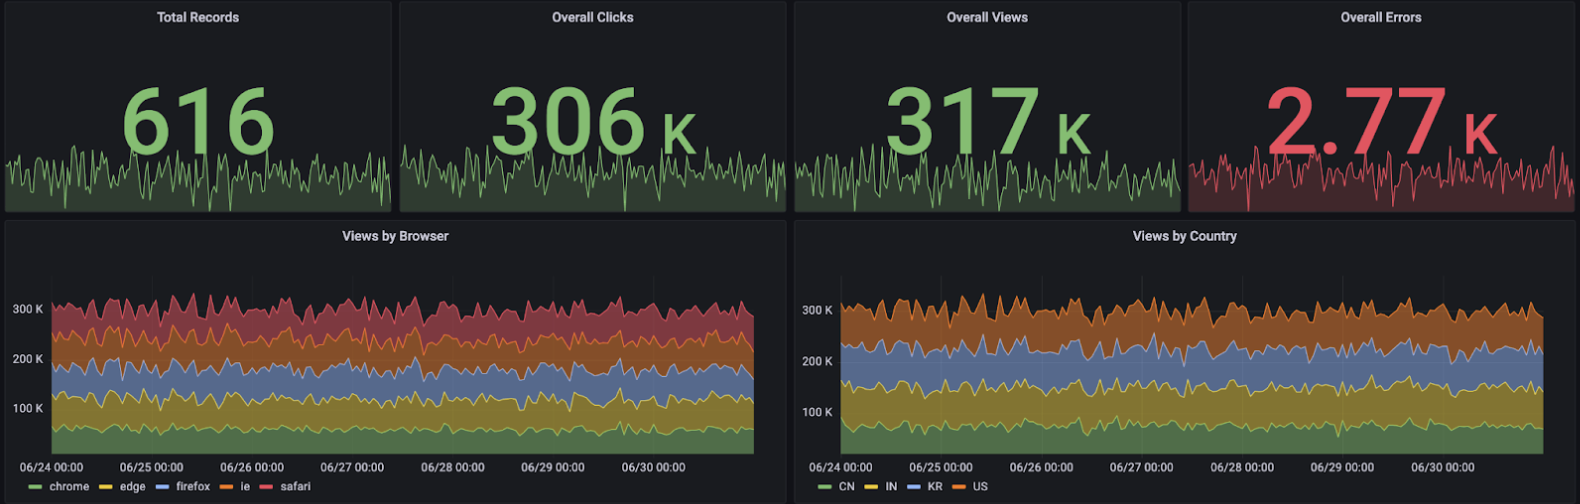 Total Records
Overall Clicks
Overall Views
Overall Errors
616
306 K
317 K
2.77 K
Views by Browser
300 K
200 K
100 K
06/24 00:00 06/25 00:00 06/26 00:00 06/27 00:00 06/28 00:00 06/29 00:00 06/30 00:00
chrome edge firefox ie safari
Views by Country
300 K
200 K
100 K
06/24 00:00 06/25 00:00 06/26 00:00 06/27 00:00 06/28 00:00 06/29 00:00 06/30 00:00
CN IN KR US